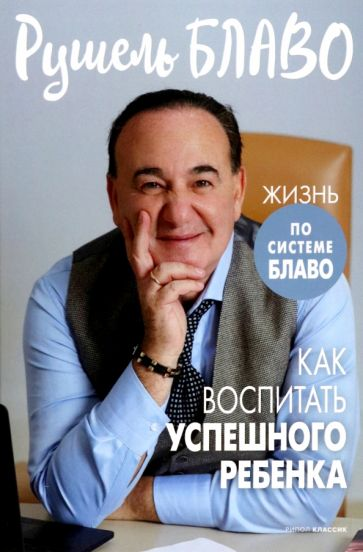 Рушель БЛАВО
ЖИЗНЬ
ПО
СИСТЕМЕ
БЛАВО
КАК
ВОСПИТАТЬ
УСПЕШНОГО
РЕБЕНКА
РИПОЛ КЛАССИК